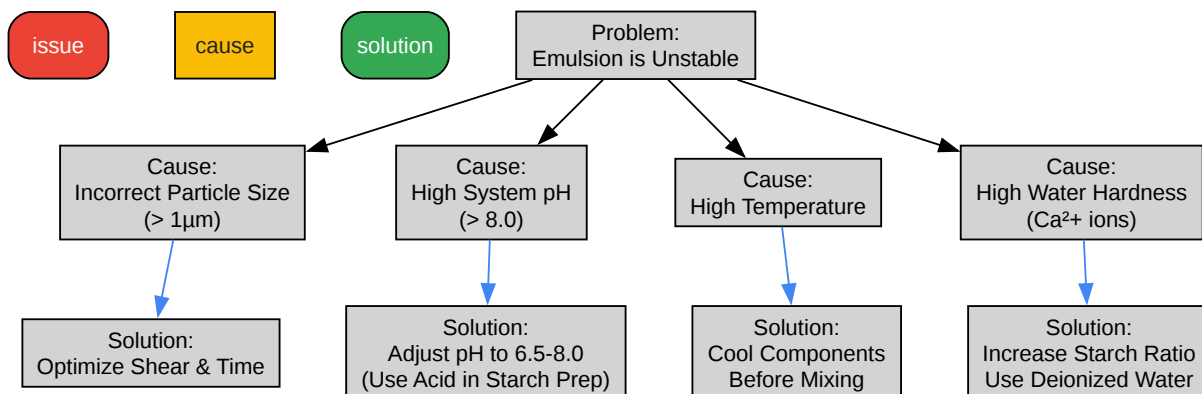 issue
cause
solution
Problem:
Emulsion is Unstable
Cause:
Incorrect Particle Size
(> 1µm)
Cause:
High System pH
(> 8.0)
Cause:
High Temperature
Cause:
High Water Hardness
(Ca²+ ions)
Solution:
Optimize Shear & Time
Solution:
Adjust pH to 6.5-8.0
(Use Acid in Starch Prep)
Solution:
Cool Components
Before Mixing
Solution:
Increase Starch Ratio
Use Deionized Water